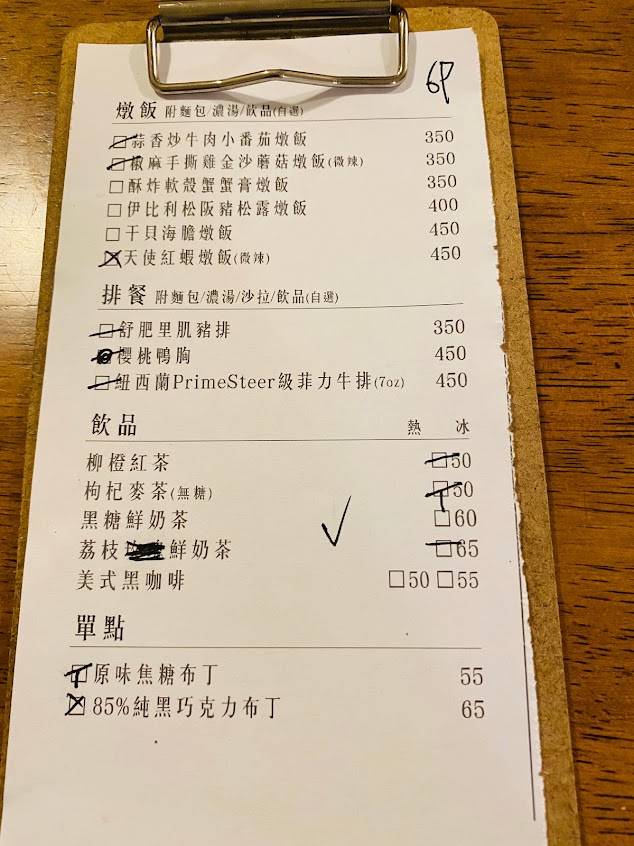 6P
燉飯 附麵包/濃湯/飲品(自選)
蒜香炒牛肉小番茄燉飯 350
椒麻手撕雞金沙蘑菇燉飯(微辣) 350
酥炸軟殼蟹蟹膏燉飯 350
伊比利松阪豬松露燉飯 400
干貝海膽燉飯 450
天使紅蝦燉飯(微辣) 450
排餐 附麵包/濃湯/沙拉/飲品(自選)
舒肥里肌豬排 350
櫻桃鴨胸 450
紐西蘭PrimeSteer級菲力牛排(7oz) 450
飲品 熱 冰
柳橙紅茶 50
枸杞麥茶(無糖) 50
黑糖鮮奶茶 60
荔枝鮮奶茶 65
美式黑咖啡 50 55
單點
原味焦糖布丁 55
85%純黑巧克力布丁 65